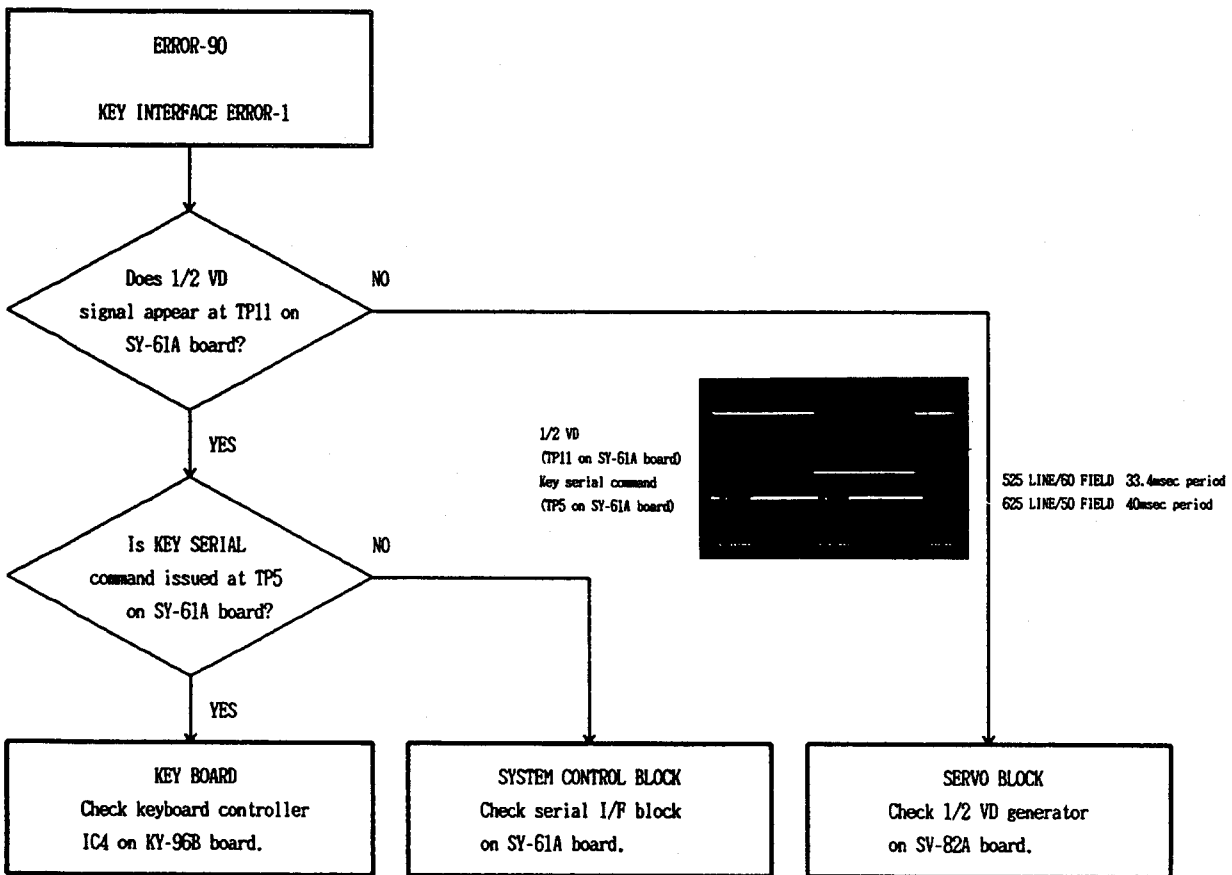 ERROR-90
KEY INTERFACE ERROR-1
Does 1/2 VD
signal appear at TP11 on
SY-61A board?
NO
YES
1/2 VD
(TP11 on SY-61A board)
Key serial command
(TP5 on SY-61A board)
525 LINE/60 FIELD 33.4msec period
625 LINE/50 FIELD 40msec period
Is KEY SERIAL
command issued at TP5
on SY-61A board?
NO
YES
KEY BOARD
Check keyboard controller
IC4 on KY-96B board.
SYSTEM CONTROL BLOCK
Check serial I/F block
on SY-61A board.
SERVO BLOCK
Check 1/2 VD generator
on SV-82A board.